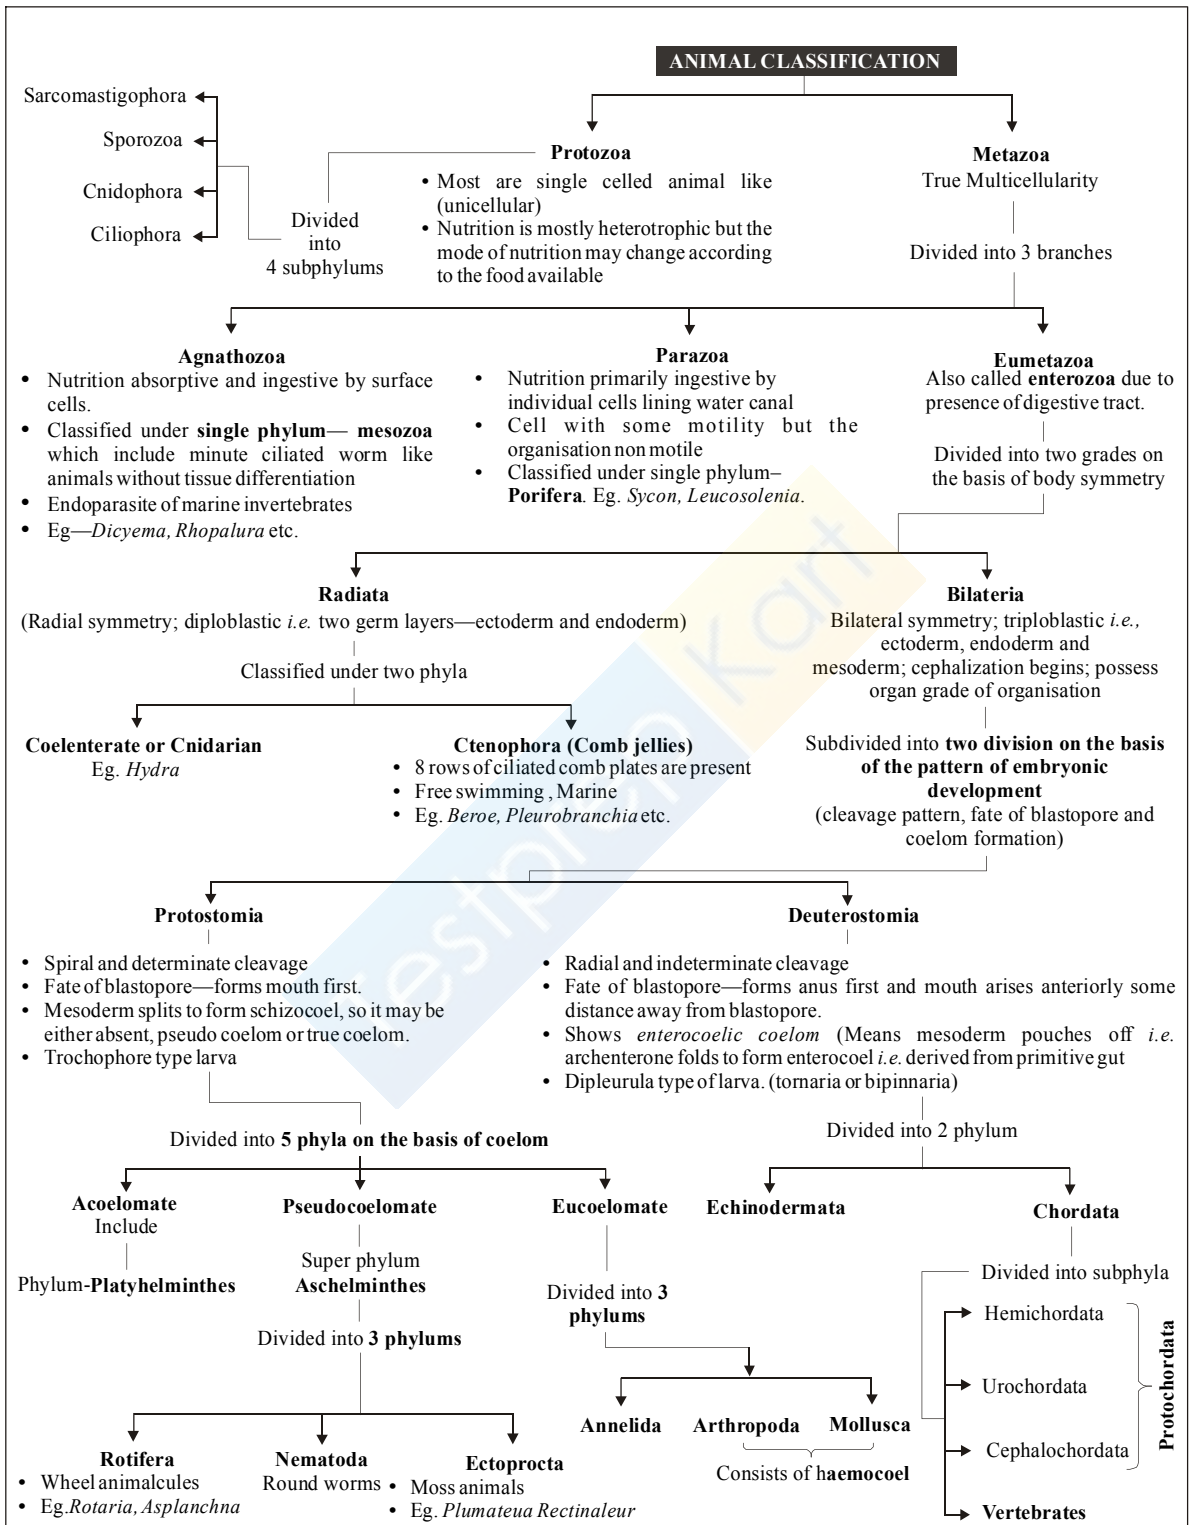 ANIMAL CLASSIFICATION
Sarcomastigophora
Sporozoa
Cnidophora
Ciliophora
Divided
into
4 subphylums
Protozoa
• Most are single celled animal like
(unicellular)
• Nutrition is mostly heterotrophic but the
mode of nutrition may change according
to the food available
Metazoa
True Multicellularity
Divided into 3 branches
Agnathozoa
• Nutrition absorptive and ingestive by surface
cells.
• Classified under single phylum— mesozoa
which include minute ciliated worm like
animals without tissue differentiation
• Endoparasite of marine invertebrates
• Eg—Dicyema, Rhopalura etc.
Parazoa
• Nutrition primarily ingestive by
individual cells lining water canal
• Cell with some motility but the
organisation non motile
• Classified under single phylum–
Porifera. Eg. Sycon, Leucosolenia.
Eumetazoa
Also called enterozoa due to
presence of digestive tract.
Divided into two grades on
the basis of body symmetry
Radiata
(Radial symmetry; diploblastic i.e. two germ layers—ectoderm and endoderm)
Classified under two phyla
Coelenterate or Cnidarian
Eg. Hydra
Ctenophora (Comb jellies)
• 8 rows of ciliated comb plates are present
• Free swimming , Marine
• Eg. Beroe, Pleurobranchia etc.
Bilateria
Bilateral symmetry; triploblastic i.e.,
ectoderm, endoderm and
mesoderm; cephalization begins; possess
organ grade of organisation
Subdivided into two division on the basis
of the pattern of embryonic
development
(cleavage pattern, fate of blastopore and
coelom formation)
Protostomia
• Spiral and determinate cleavage
• Fate of blastopore—forms mouth first.
• Mesoderm splits to form schizocoel, so it may be
either absent, pseudo coelom or true coelom.
• Trochophore type larva
Deuterostomia
• Radial and indeterminate cleavage
• Fate of blastopore—forms anus first and mouth arises anteriorly some
distance away from blastopore.
• Shows enterocoelic coelom (Means mesoderm pouches off i.e.
archenterone folds to form enterocoel i.e. derived from primitive gut
• Dipleurula type of larva. (tornaria or bipinnaria)
Divided into 5 phyla on the basis of coelom
Acoelomate
Include
Phylum-Platyhelminthes
Pseudocoelomate
Super phylum
Aschelminthes
Divided into 3 phylums
Rotifera
• Wheel animalcules
• Eg.Rotaria, Asplanchna
Nematoda
Round worms
Ectoprocta
• Moss animals
• Eg. Plumateua Rectinaleur
Eucoelomate
Divided into 3
phylums
Annelida
Arthropoda
Mollusca
Consists of haemocoel
Divided into 2 phylum
Echinodermata
Chordata
Divided into subphyla
Hemichordata
Urochordata
Cephalochordata
Protochordata
Vertebrates
Testprep Kart